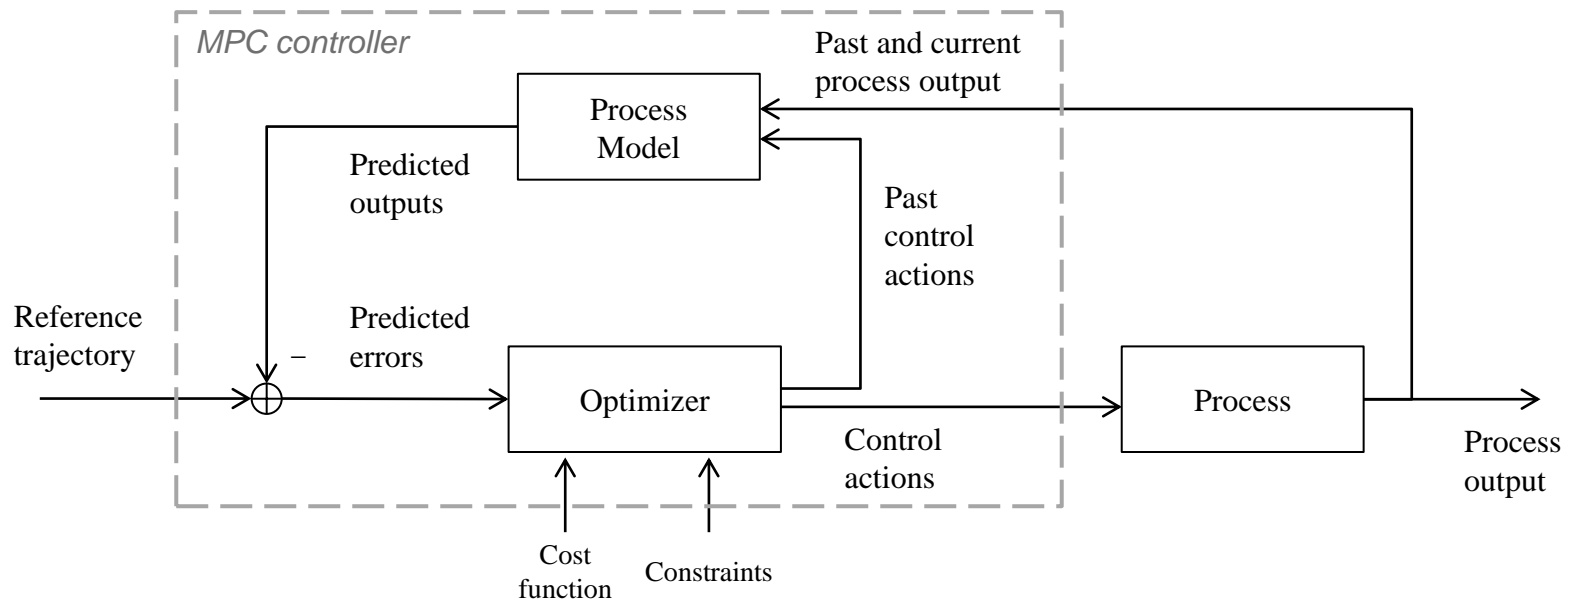 MPC controller
Past and current
process output
Process
Model
Predicted
outputs
Past
control
actions
Reference
trajectory
–
Predicted
errors
Optimizer
Process
Control
actions
Process
output
Cost
function
Constraints